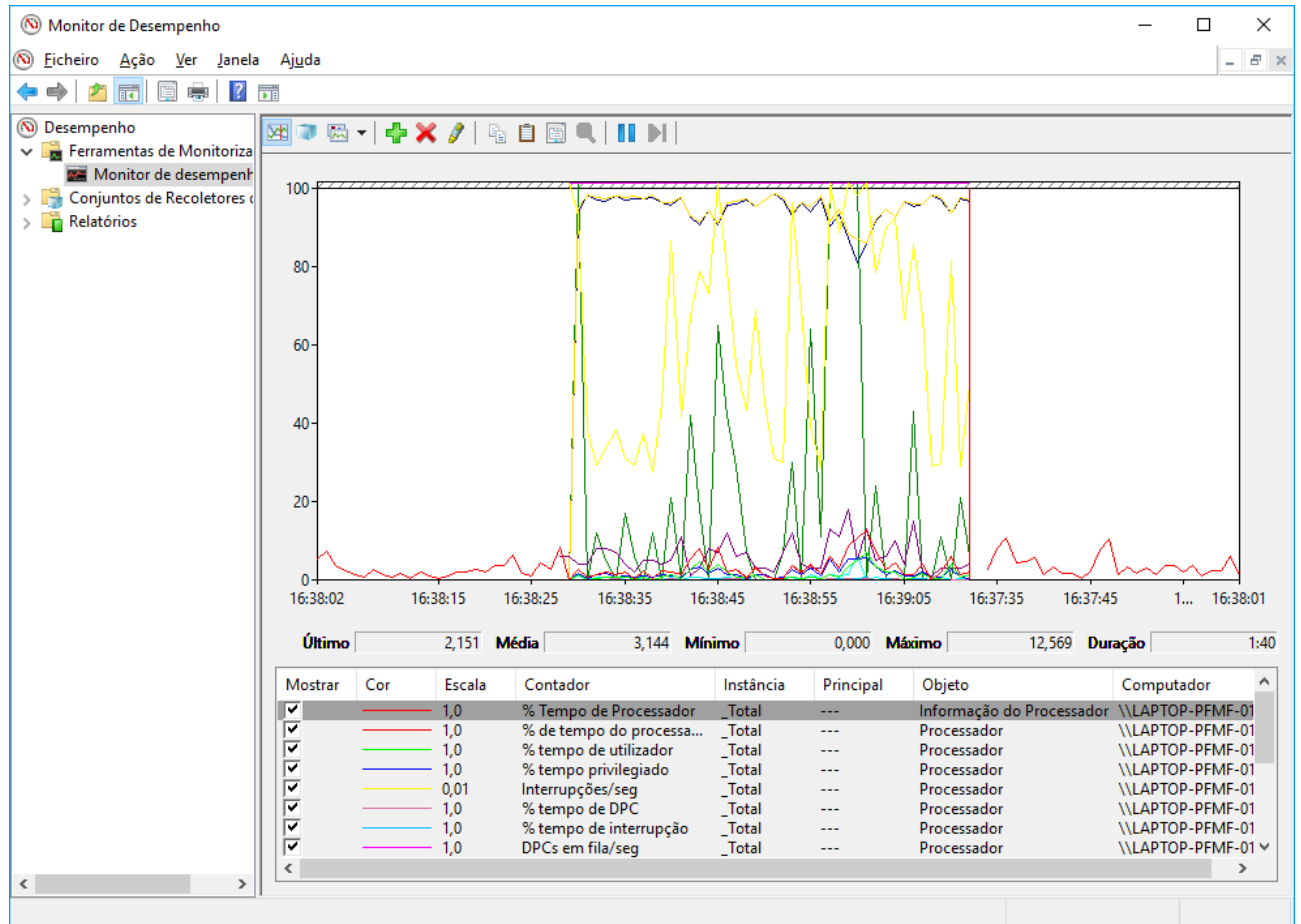 Monitor de Desempenho
Ficheiro Ação Ver Janela Ajuda
Desempenho
Ferramentas de Monitoriza
Monitor de desempenh
Conjuntos de Recoletores
Relatórios
100
80
60
40
20
0
16:38:02 16:38:15 16:38:25 16:38:35 16:38:45 16:38:55 16:39:05 16:37:35 16:37:45 1... 16:38:01
Último 2,151 Média 3,144 Mínimo 0,000 Máximo 12,569 Duração 1:40
Mostrar Cor Escala Contador Instância Principal Objeto Computador
1,0 % Tempo de Processador _Total --- Informação do Processador \\LAPTOP-PFMF-01
1,0 % de tempo do processa... _Total --- Processador \\LAPTOP-PFMF-01
1,0 % tempo de utilizador _Total --- Processador \\LAPTOP-PFMF-01
1,0 % tempo privilegiado _Total --- Processador \\LAPTOP-PFMF-01
0,01 Interrupções/seg _Total --- Processador \\LAPTOP-PFMF-01
1,0 % tempo de DPC _Total --- Processador \\LAPTOP-PFMF-01
1,0 % tempo de interrupção _Total --- Processador \\LAPTOP-PFMF-01
1,0 DPCs em fila/seg _Total --- Processador \\LAPTOP-PFMF-01